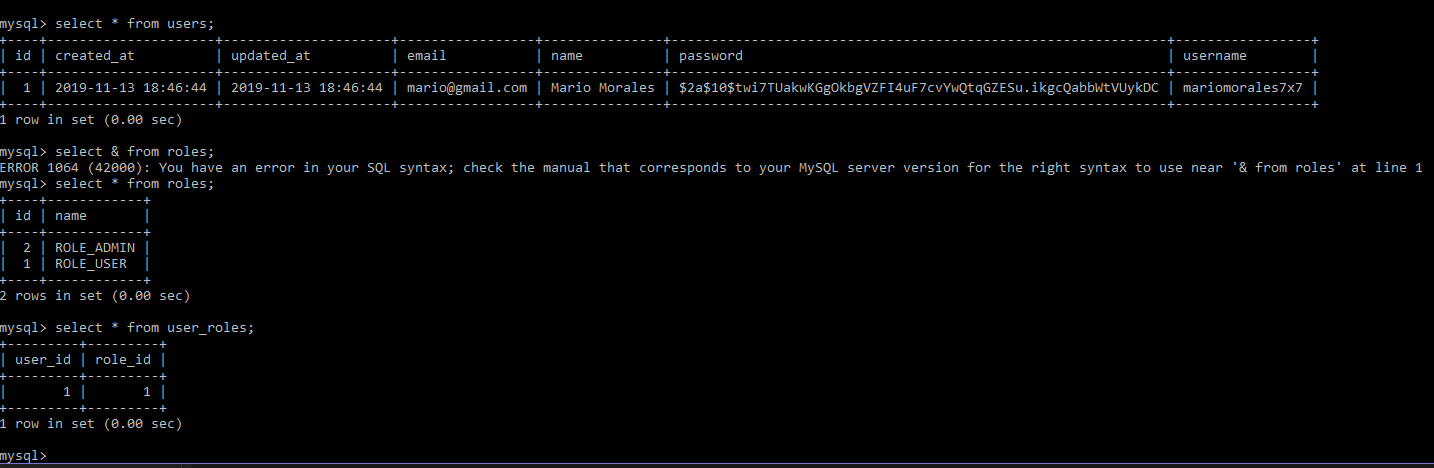 mysql> select * from users;
+----+---------------------+---------------------+-----------------+--------------+--------------------------------------------------------------+-----------------+
| id | created_at          | updated_at          | email           | name         | password                                                     | username        |
+----+---------------------+---------------------+-----------------+--------------+--------------------------------------------------------------+-----------------+
|  1 | 2019-11-13 18:46:44 | 2019-11-13 18:46:44 | mario@gmail.com | Mario Morales | $2a$10$twi7TUakwKGgOkbgVZFI4uF7cvYwQtqGZESu.ikgcQabbWtVUykDC | mariomorales7x7 |
+----+---------------------+---------------------+-----------------+--------------+--------------------------------------------------------------+-----------------+
1 row in set (0.00 sec)
mysql> select & from roles;
ERROR 1064 (42000): You have an error in your SQL syntax; check the manual that corresponds to your MySQL server version for the right syntax to use near '& from roles' at line 1
mysql> select * from roles;
+----+------------+
| id | name       |
+----+------------+
|  2 | ROLE_ADMIN |
|  1 | ROLE_USER  |
+----+------------+
2 rows in set (0.00 sec)
mysql> select * from user_roles;
+---------+---------+
| user_id | role_id |
+---------+---------+
|       1 |       1 |
+---------+---------+
1 row in set (0.00 sec)
mysql>